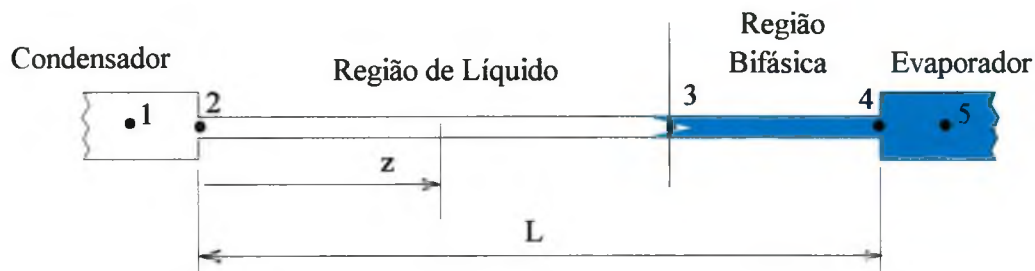 Região
Bifásica
Condensador
Região de Líquido
Evaporador
1
2
3
4
5
z
L